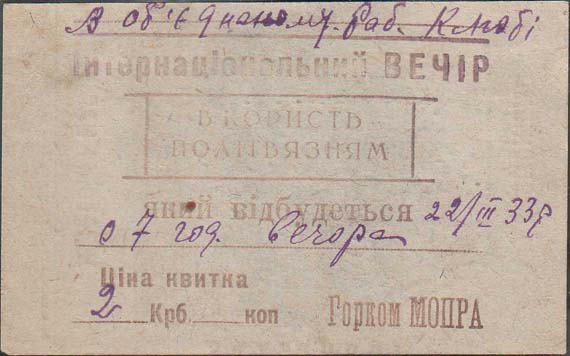 В об'єднаному. раб. Клюбі
Інтернаціональний ВЕЧІР
В КОРИСТЬ
ПОЛІТВЯЗНЯМ
який відбудеться 22/III 33р
о 7 год. вечора
Ціна квитка
2 Крб. коп Горком МОПРА